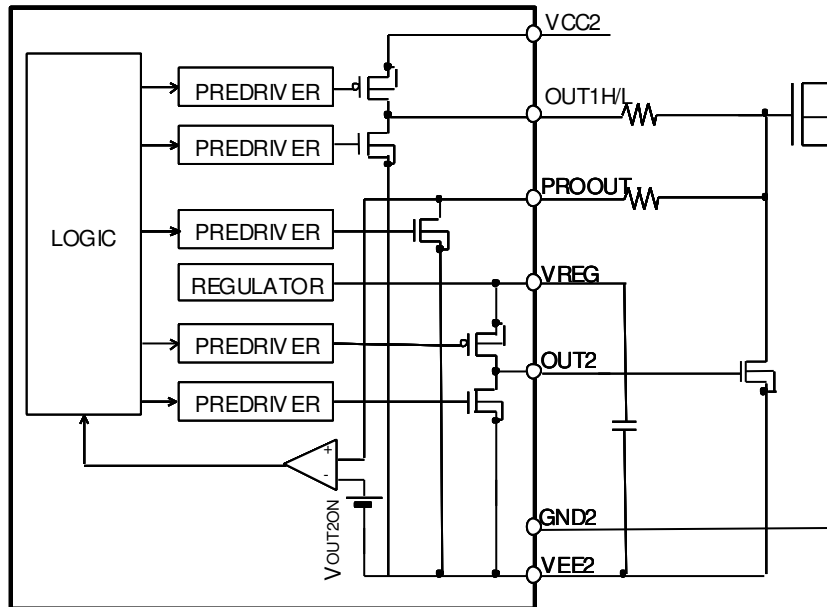 VCC2
PREDRIVER
OUT1H/L
PREDRIVER
PROOUT
PREDRIVER
LOGIC
VREG
REGULATOR
PREDRIVER
OUT2
PREDRIVER
+
-
VOUT2ON
GND2
VEE2